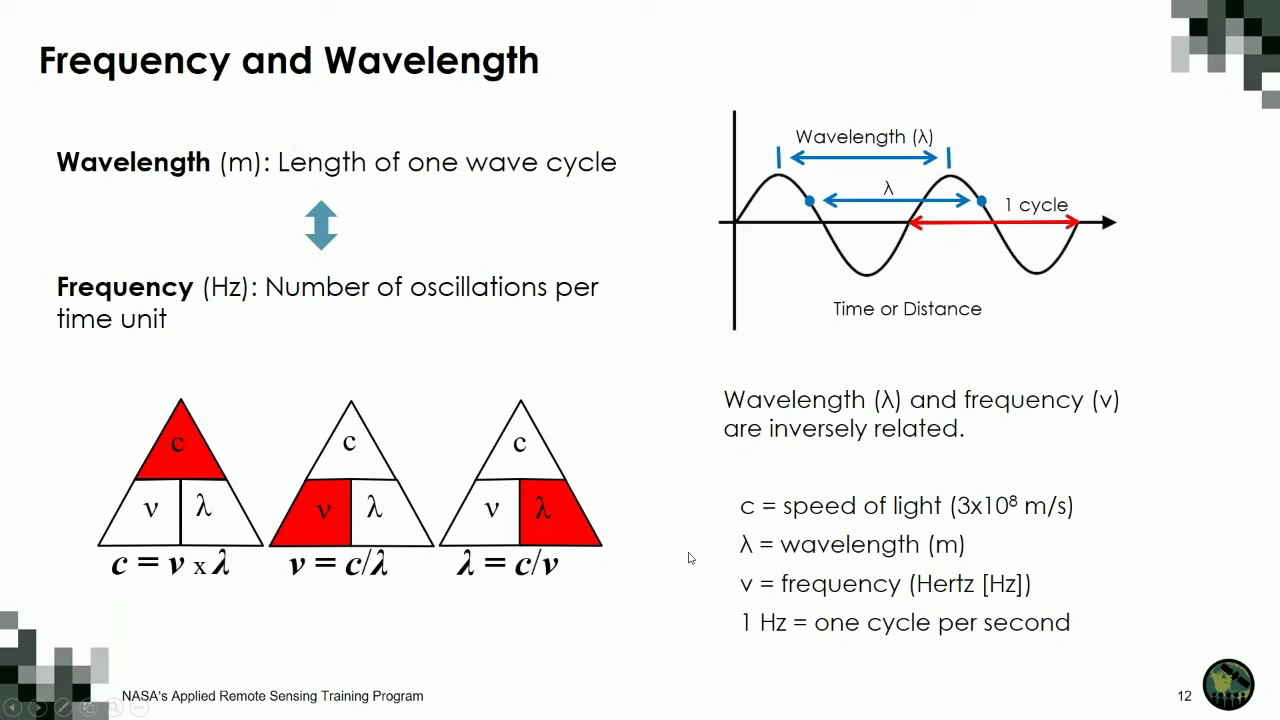 Frequency and Wavelength
Wavelength (m): Length of one wave cycle
Frequency (Hz): Number of oscillations per
time unit
c
ν λ
c = ν x λ
c
ν λ
ν = c/λ
c
ν λ
λ = c/ν
Wavelength (λ)
λ
1 cycle
Time or Distance
Wavelength (λ) and frequency (v)
are inversely related.
c = speed of light (3x10⁸ m/s)
λ = wavelength (m)
v = frequency (Hertz [Hz])
1 Hz = one cycle per second
NASA's Applied Remote Sensing Training Program
12